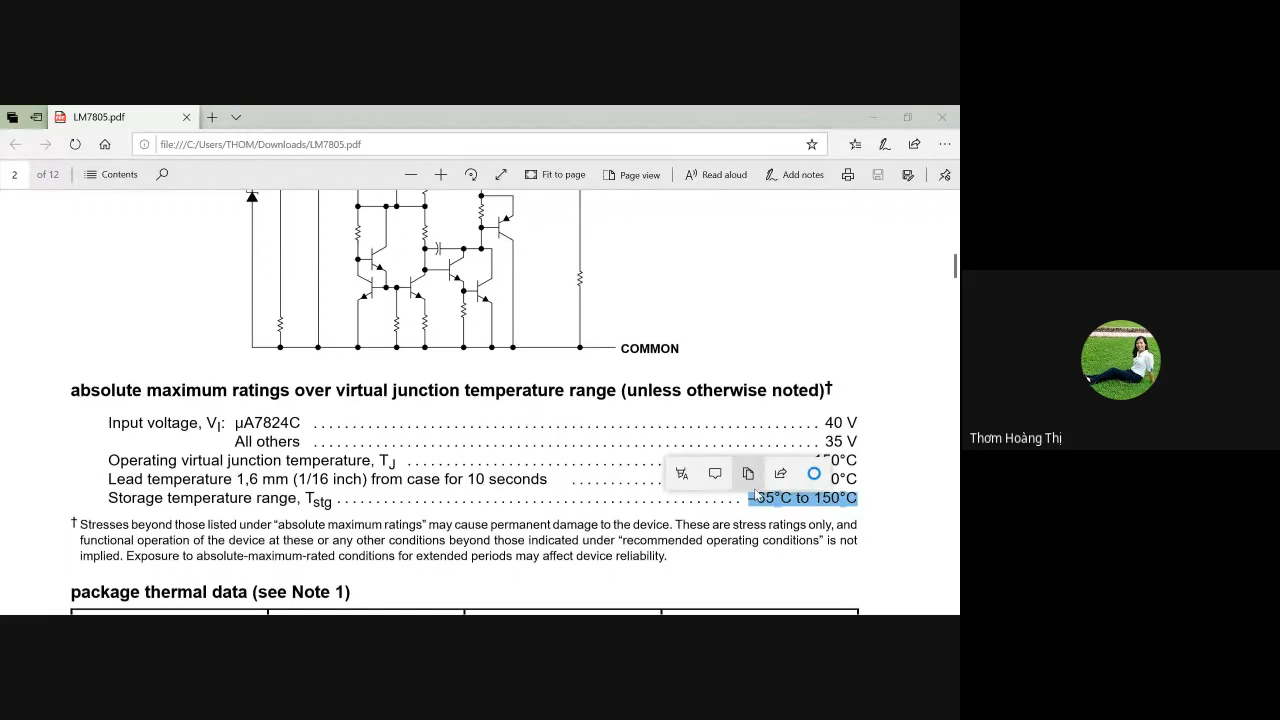 LM7805.pdf
file:///C:/Users/THOM/Downloads/LM7805.pdf
2 of 12 Contents Fit to page Page view Read aloud Add notes
COMMON
absolute maximum ratings over virtual junction temperature range (unless otherwise noted)†
Input voltage, VI: µA7824C 40 V
All others 35 V
Operating virtual junction temperature, TJ
Lead temperature 1,6 mm (1/16 inch) from case for 10 seconds
Storage temperature range, Tstg to 150°C
† Stresses beyond those listed under “absolute maximum ratings” may cause permanent damage to the device. These are stress ratings only, and
functional operation of the device at these or any other conditions beyond those indicated under “recommended operating conditions” is not
implied. Exposure to absolute-maximum-rated conditions for extended periods may affect device reliability.
package thermal data (see Note 1)
Thơm Hoàng Thị